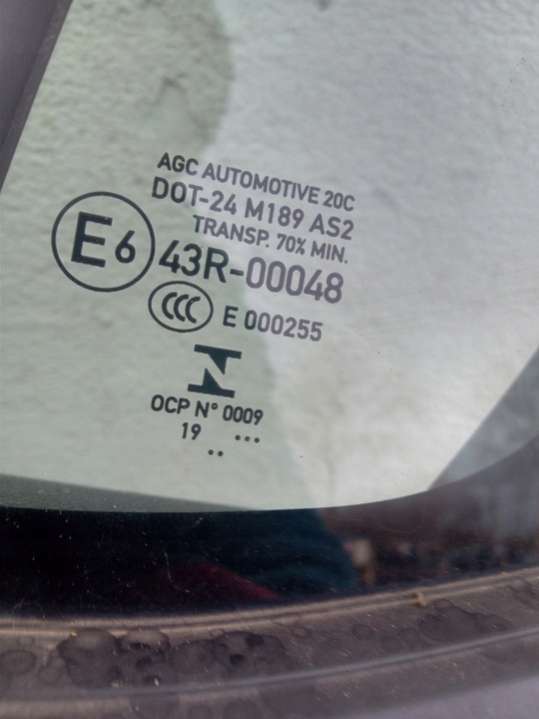 AGC AUTOMOTIVE 20C
DOT-24 M189 AS2
TRANSP. 70% MIN.
E6 43R-00048
CCC E 000255
N
OCP N° 0009
19 ...
..